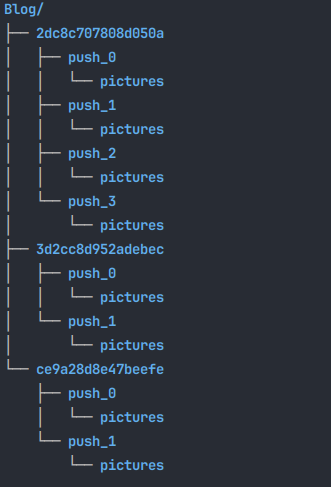 Blog/
├── 2dc8c707808d050a
│   ├── push_0
│   │   └── pictures
│   ├── push_1
│   │   └── pictures
│   ├── push_2
│   │   └── pictures
│   └── push_3
│       └── pictures
├── 3d2cc8d952adebec
│   ├── push_0
│   │   └── pictures
│   └── push_1
│       └── pictures
└── ce9a28d8e47beefe
    ├── push_0
    │   └── pictures
    └── push_1
        └── pictures